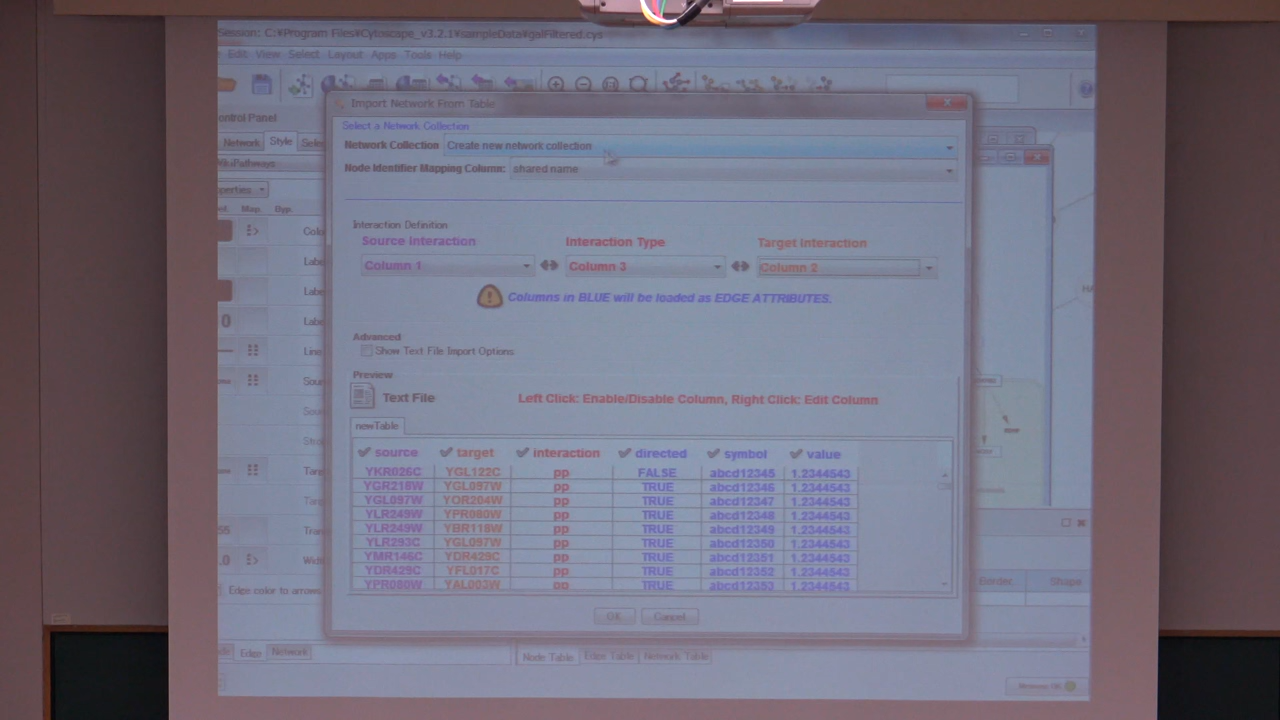 Session: C:¥Program Files¥Cytoscape_v3.2.1¥sampleData¥galFiltered.cys
Edit View Select Layout Apps Tools Help
Import Network From Table
ontrol Panel
Select a Network Collection
Network Style Selec
Network Collection Create new network collection
WikiPathways
Node Identifier Mapping Column: shared name
operties
Map. Byp.
Interaction Definition
Source Interaction Interaction Type Target Interaction
Column 1 Column 3 Column 2
Columns in BLUE will be loaded as EDGE ATTRIBUTES.
Advanced
Show Text File Import Options
Preview
Text File Left Click: Enable/Disable Column, Right Click: Edit Column
newTable
source target interaction directed symbol value
YKR026C YGL122C pp FALSE abcd12345 1.2344543
YGR218W YGL097W pp TRUE abcd12346 1.2344543
YGL097W YOR204W pp TRUE abcd12347 1.2344543
YLR249W YPR080W pp TRUE abcd12348 1.2344543
YLR249W YBR118W pp TRUE abcd12349 1.2344543
YLR293C YGL097W pp TRUE abcd12350 1.2344543
YMR146C YDR429C pp TRUE abcd12351 1.2344543
YDR429C YFL017C pp TRUE abcd12352 1.2344543
YPR080W YAL003W pp TRUE abcd12353 1.2344543
Border Shape
Edge color to arrows
OK Cancel
Edge Network
Node Table Edge Table Network Table
Memory OK